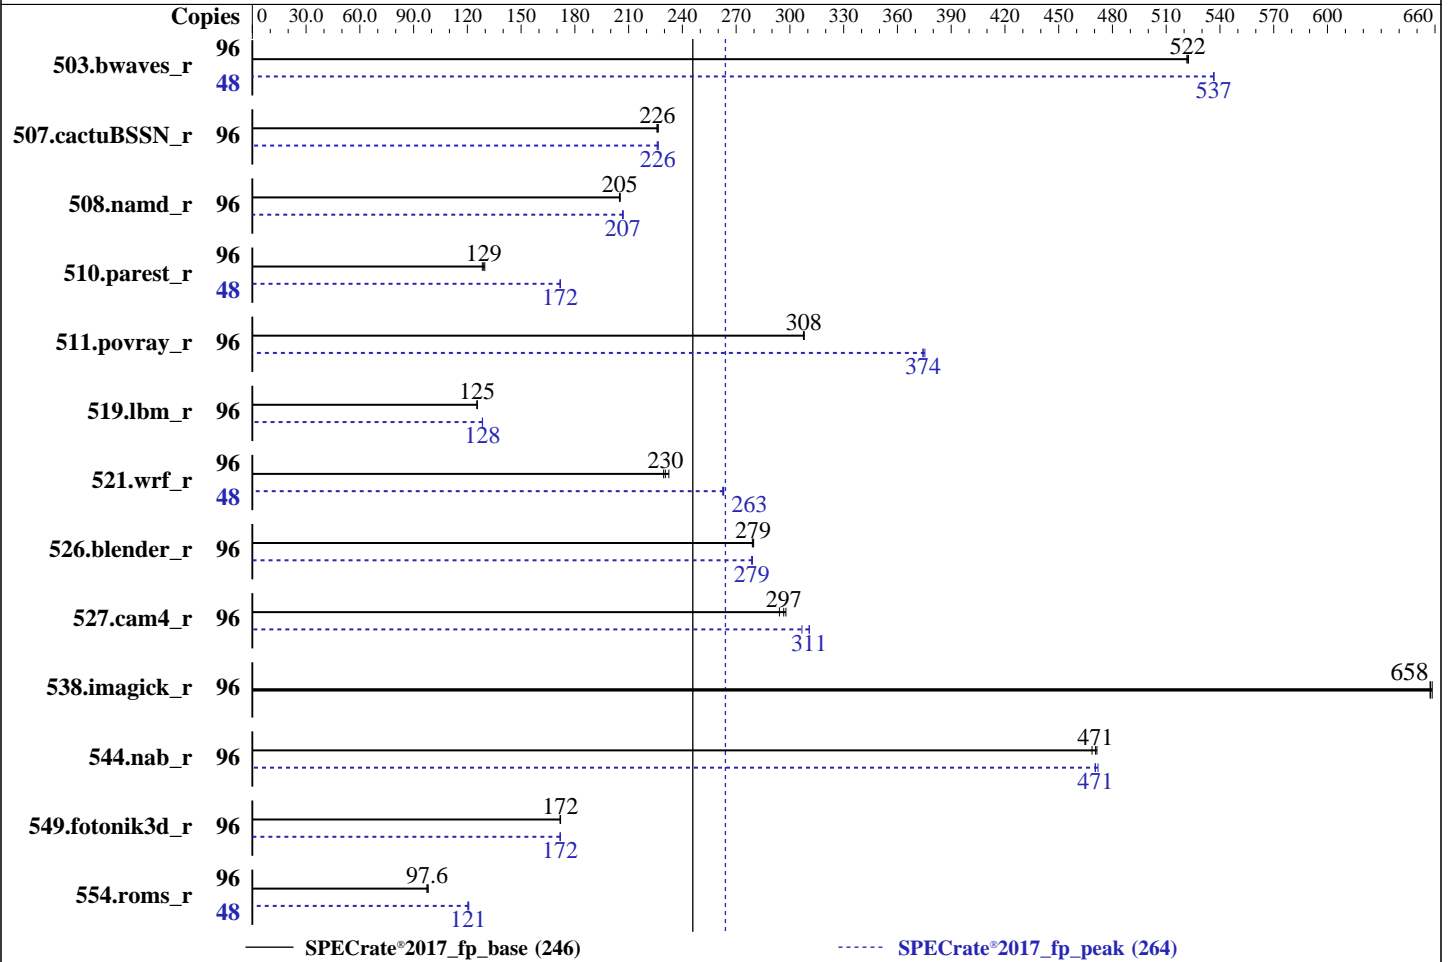 Copies 0 30.0 60.0 90.0 120 150 180 210 240 270 300 330 360 390 420 450 480 510 540 570 600 660
503.bwaves_r 96 522
48 537
507.cactuBSSN_r 96 226
226
508.namd_r 96 205
207
510.parest_r 96 129
48 172
511.povray_r 96 308
374
519.lbm_r 96 125
128
521.wrf_r 96 230
48 263
526.blender_r 96 279
279
527.cam4_r 96 297
311
538.imagick_r 96 658
544.nab_r 96 471
471
549.fotonik3d_r 96 172
172
554.roms_r 96 97.6
48 121
SPECrate®2017_fp_base (246) SPECrate®2017_fp_peak (264)